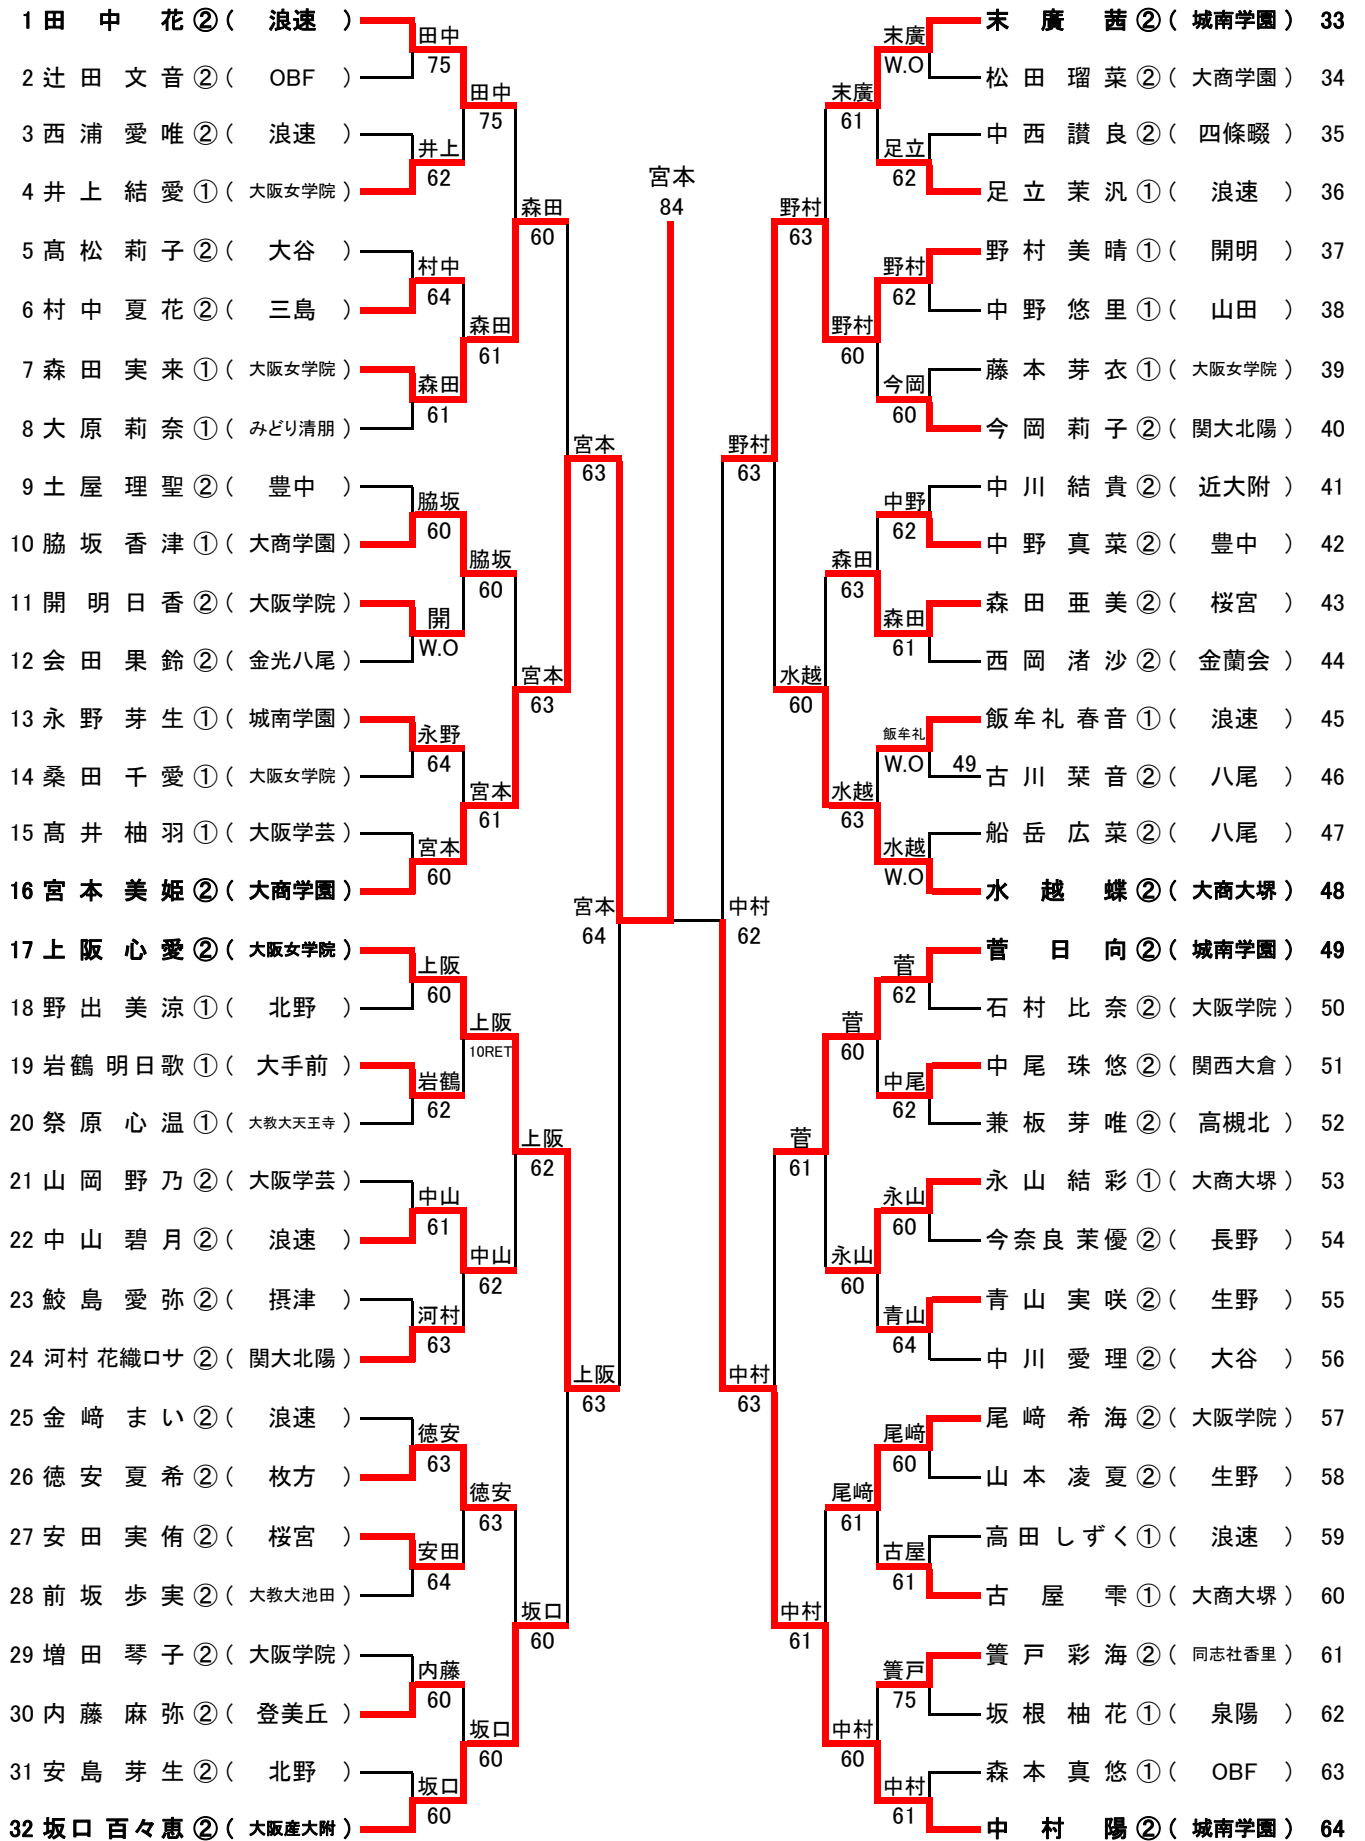 1 田中花② ( 浪速 )
2 辻田文音② ( OBF )
3 西浦愛唯② ( 浪速 )
4 井上結愛① ( 大阪女学院 )
5 髙松莉子② ( 大谷 )
6 村中夏花② ( 三島 )
7 森田実来① ( 大阪女学院 )
8 大原莉奈① ( みどり清朋 )
9 土屋理聖② ( 豊中 )
10 脇坂香津① ( 大商学園 )
11 開明日香② ( 大阪学院 )
12 会田果鈴② ( 金光八尾 )
13 永野芽生① ( 城南学園 )
14 桑田千愛① ( 大阪女学院 )
15 髙井柚羽① ( 大阪学芸 )
16 宮本美姫② ( 大商学園 )
17 上阪心愛② ( 大阪女学院 )
18 野出美涼① ( 北野 )
19 岩鶴明日歌① ( 大手前 )
20 祭原心温① ( 大教大天王寺 )
21 山岡野乃② ( 大阪学芸 )
22 中山碧月② ( 浪速 )
23 鮫島愛弥② ( 摂津 )
24 河村花織ロサ② ( 関大北陽 )
25 金﨑まい② ( 浪速 )
26 徳安夏希② ( 枚方 )
27 安田実侑② ( 桜宮 )
28 前坂歩実② ( 大教大池田 )
29 増田琴子② ( 大阪学院 )
30 内藤麻弥② ( 登美丘 )
31 安島芽生② ( 北野 )
32 坂口百々恵② ( 大阪産大附 )
田中
75
井上
62
村中
64
森田
61
脇坂
60
開
W.O
永野
64
宮本
60
上阪
60
岩鶴
62
中山
61
河村
63
徳安
63
安田
64
内藤
60
坂口
60
田中
75
森田
61
脇坂
60
宮本
61
上阪
10RET
中山
62
徳安
63
坂口
60
森田
60
宮本
63
上阪
62
坂口
60
宮本
63
上阪
63
宮本
64
宮本
84
中村
62
野村
63
中村
63
野村
63
水越
60
菅
61
中村
61
末廣
61
野村
60
森田
63
水越
63
菅
60
永山
60
尾﨑
61
中村
60
末廣
W.O
足立
62
野村
62
今岡
60
中野
62
森田
61
飯牟礼
W.O
49
水越
W.O
菅
62
中尾
62
永山
60
青山
64
尾﨑
60
古屋
61
簀戸
75
中村
61
末廣茜② ( 城南学園 ) 33
松田瑠菜② ( 大商学園 ) 34
中西讃良② ( 四條畷 ) 35
足立茉汎① ( 浪速 ) 36
野村美晴① ( 開明 ) 37
中野悠里① ( 山田 ) 38
藤本芽衣① ( 大阪女学院 ) 39
今岡莉子② ( 関大北陽 ) 40
中川結貴② ( 近大附 ) 41
中野真菜② ( 豊中 ) 42
森田亜美② ( 桜宮 ) 43
西岡渚沙② ( 金蘭会 ) 44
飯牟礼春音① ( 浪速 ) 45
古川栞音② ( 八尾 ) 46
船岳広菜② ( 八尾 ) 47
水越蝶② ( 大商大堺 ) 48
菅日向② ( 城南学園 ) 49
石村比奈② ( 大阪学院 ) 50
中尾珠悠② ( 関西大倉 ) 51
兼板芽唯② ( 高槻北 ) 52
永山結彩① ( 大商大堺 ) 53
今奈良茉優② ( 長野 ) 54
青山実咲② ( 生野 ) 55
中川愛理② ( 大谷 ) 56
尾﨑希海② ( 大阪学院 ) 57
山本凌夏② ( 生野 ) 58
高田しずく① ( 浪速 ) 59
古屋雫① ( 大商大堺 ) 60
簀戸彩海② ( 同志社香里 ) 61
坂根柚花① ( 泉陽 ) 62
森本真悠① ( OBF ) 63
中村陽② ( 城南学園 ) 64